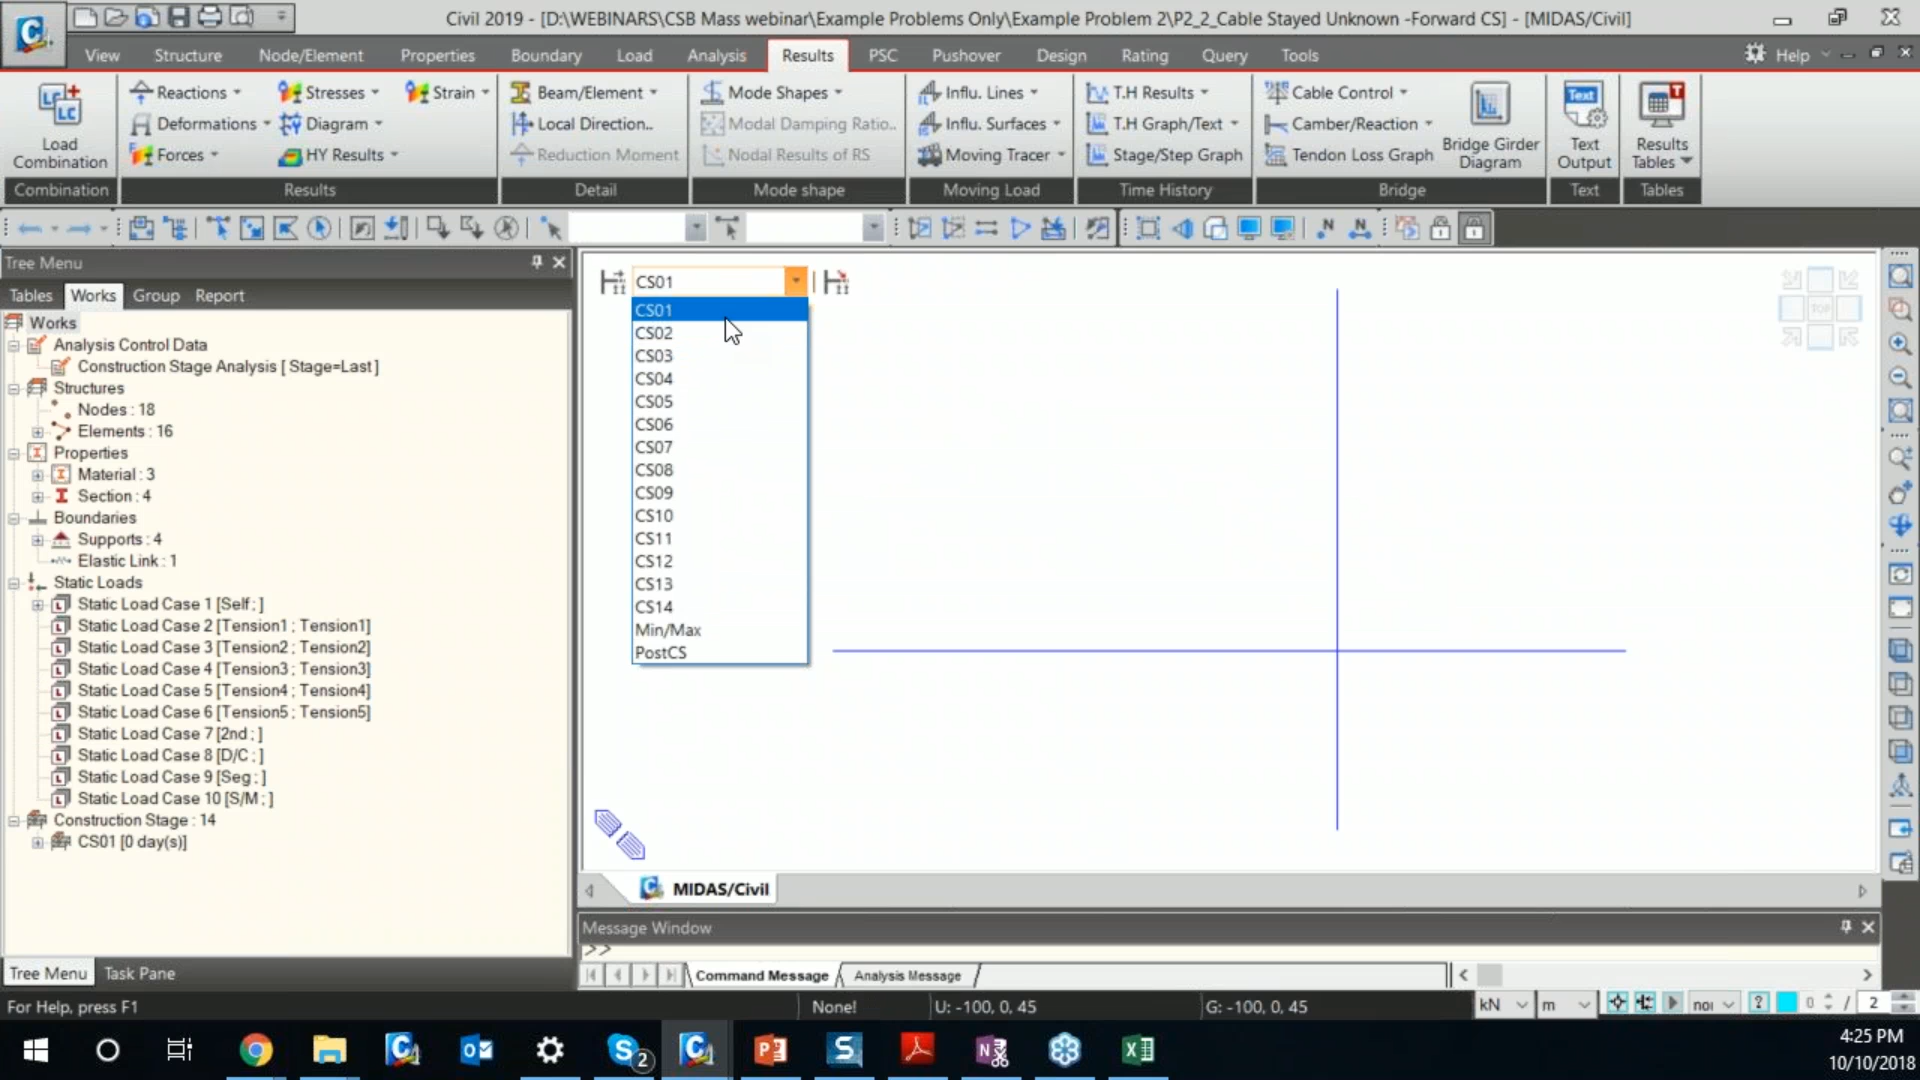 Civil 2019 - [D:\WEBINARS\CSB Mass webinar\Example Problems Only\Example Problem 2\P2_2_Cable Stayed Unknown -Forward CS] - [MIDAS/Civil]
View Structure Node/Element Properties Boundary Load Analysis Results PSC Pushover Design Rating Query Tools Help
Load Combination
Reactions Stresses Strain
Deformations Diagram
Forces HY Results
Beam/Element
Local Direction..
Reduction Moment
Mode Shapes
Modal Damping Ratio..
Nodal Results of RS
Influ. Lines
Influ. Surfaces
Moving Tracer
T.H Results
T.H Graph/Text
Stage/Step Graph
Cable Control
Camber/Reaction
Tendon Loss Graph
Bridge Girder Diagram
Text
Text Output
T
Results Tables
Combination Results Detail Mode shape Moving Load Time History Bridge Text Tables
Tree Menu
Tables Works Group Report
Works
Analysis Control Data
Construction Stage Analysis [ Stage=Last ]
Structures
Nodes : 18
Elements : 16
Properties
Material : 3
Section : 4
Boundaries
Supports : 4
Elastic Link : 1
Static Loads
Static Load Case 1 [Self ; ]
Static Load Case 2 [Tension1 ; Tension1]
Static Load Case 3 [Tension2 ; Tension2]
Static Load Case 4 [Tension3 ; Tension3]
Static Load Case 5 [Tension4 ; Tension4]
Static Load Case 6 [Tension5 ; Tension5]
Static Load Case 7 [2nd ; ]
Static Load Case 8 [D/C ; ]
Static Load Case 9 [Seg ; ]
Static Load Case 10 [S/M ; ]
Construction Stage : 14
CS01 [0 day(s)]
CS01
CS01
CS02
CS03
CS04
CS05
CS06
CS07
CS08
CS09
CS10
CS11
CS12
CS13
CS14
Min/Max
PostCS
TOP
MIDAS/Civil
Message Window
>>
Command Message Analysis Message
Tree Menu Task Pane
For Help, press F1 None! U: -100, 0, 45 G: -100, 0, 45 kN m nor ? 0 / 2
2
4:25 PM
10/10/2018